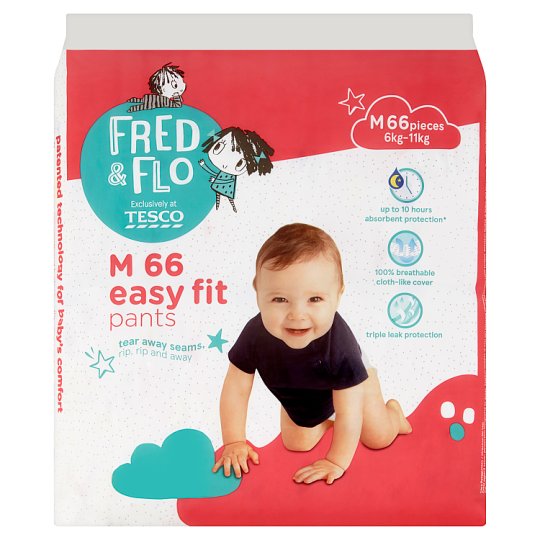 FRED
& FLO
Exclusively at
TESCO
M 66 pieces
6kg-11kg
up to 10 hours
absorbent protection*
100% breathable
cloth-like cover
triple leak protection
M 66
easy fit
pants
tear away seams,
rip, rip and away
patented technology for baby's comfort